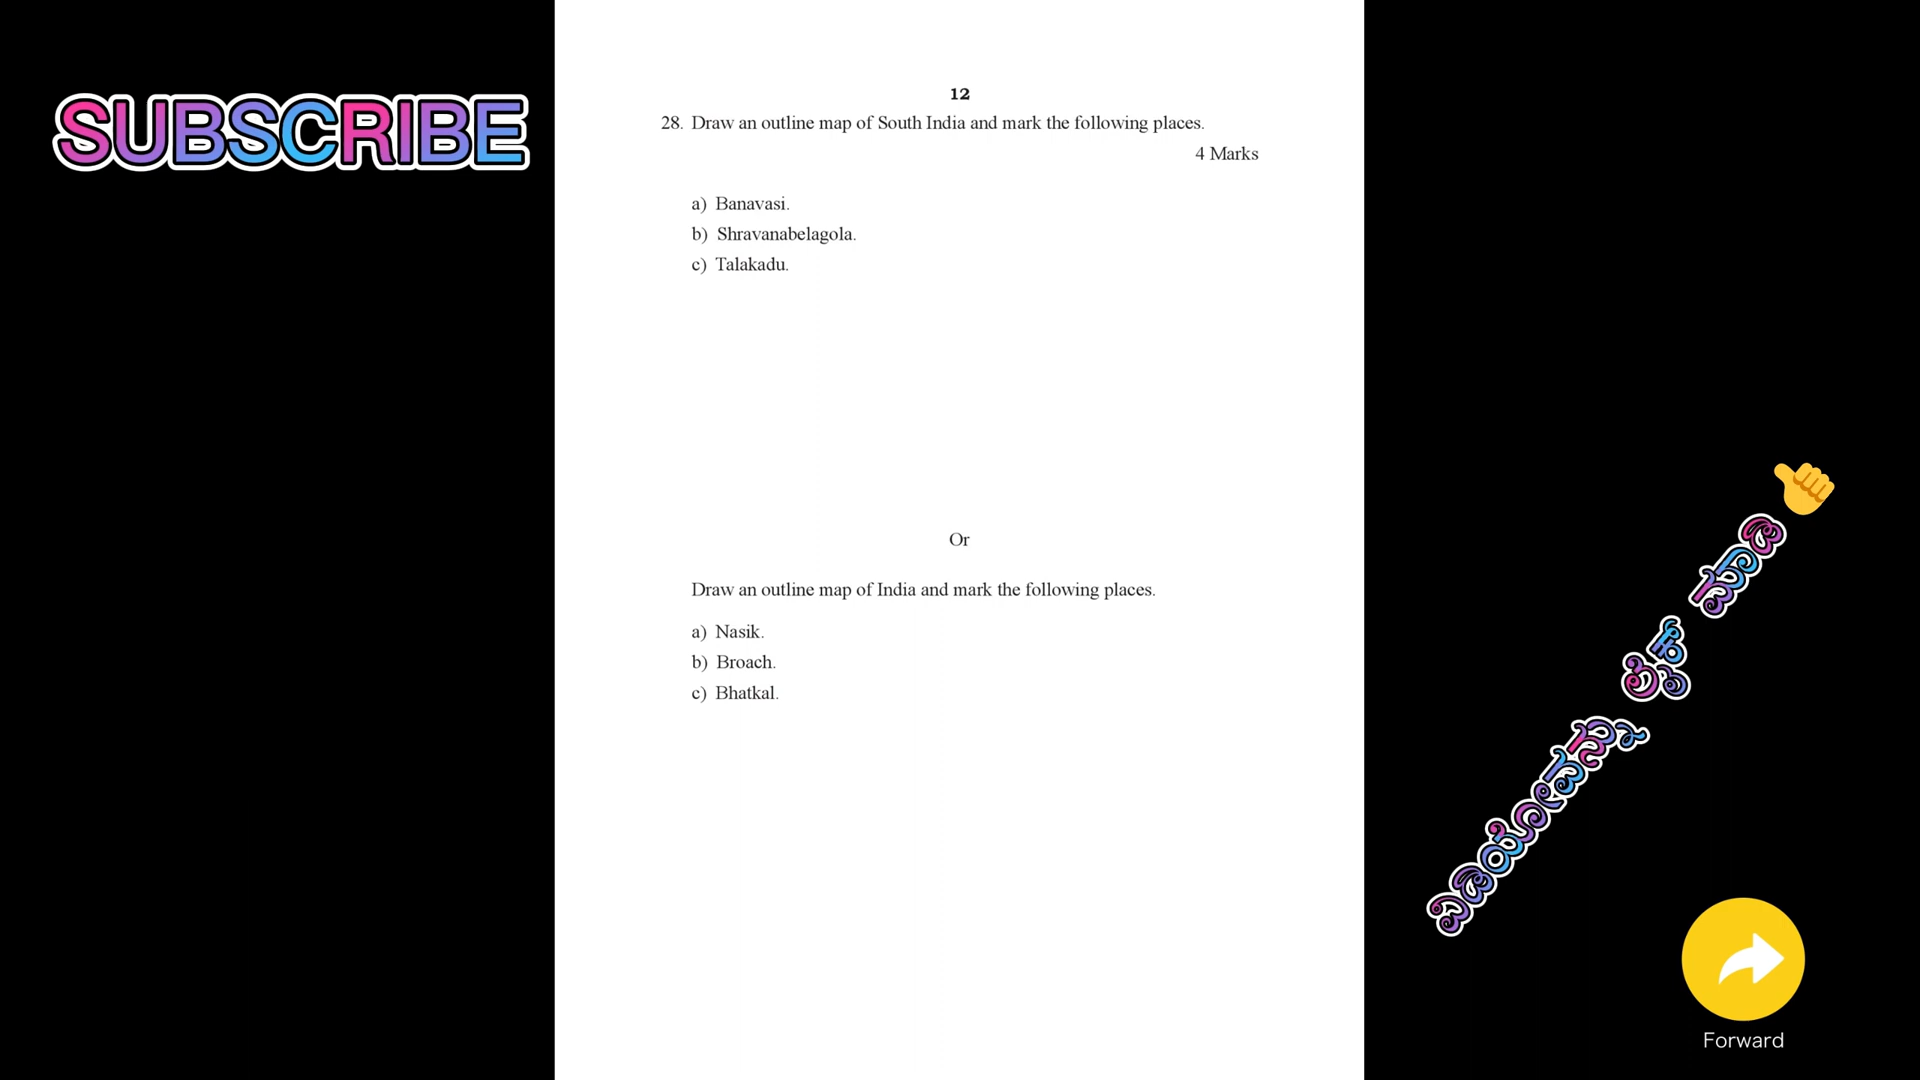 SUBSCRIBE
12
28. Draw an outline map of South India and mark the following places.
4 Marks
a) Banavasi.
b) Shravanabelagola.
c) Talakadu.
Or
Draw an outline map of India and mark the following places.
a) Nasik.
b) Broach.
c) Bhatkal.
ವಿಡಿಯೋವನ್ನು ಲೈಕ್ ಮಾಡಿ
Forward